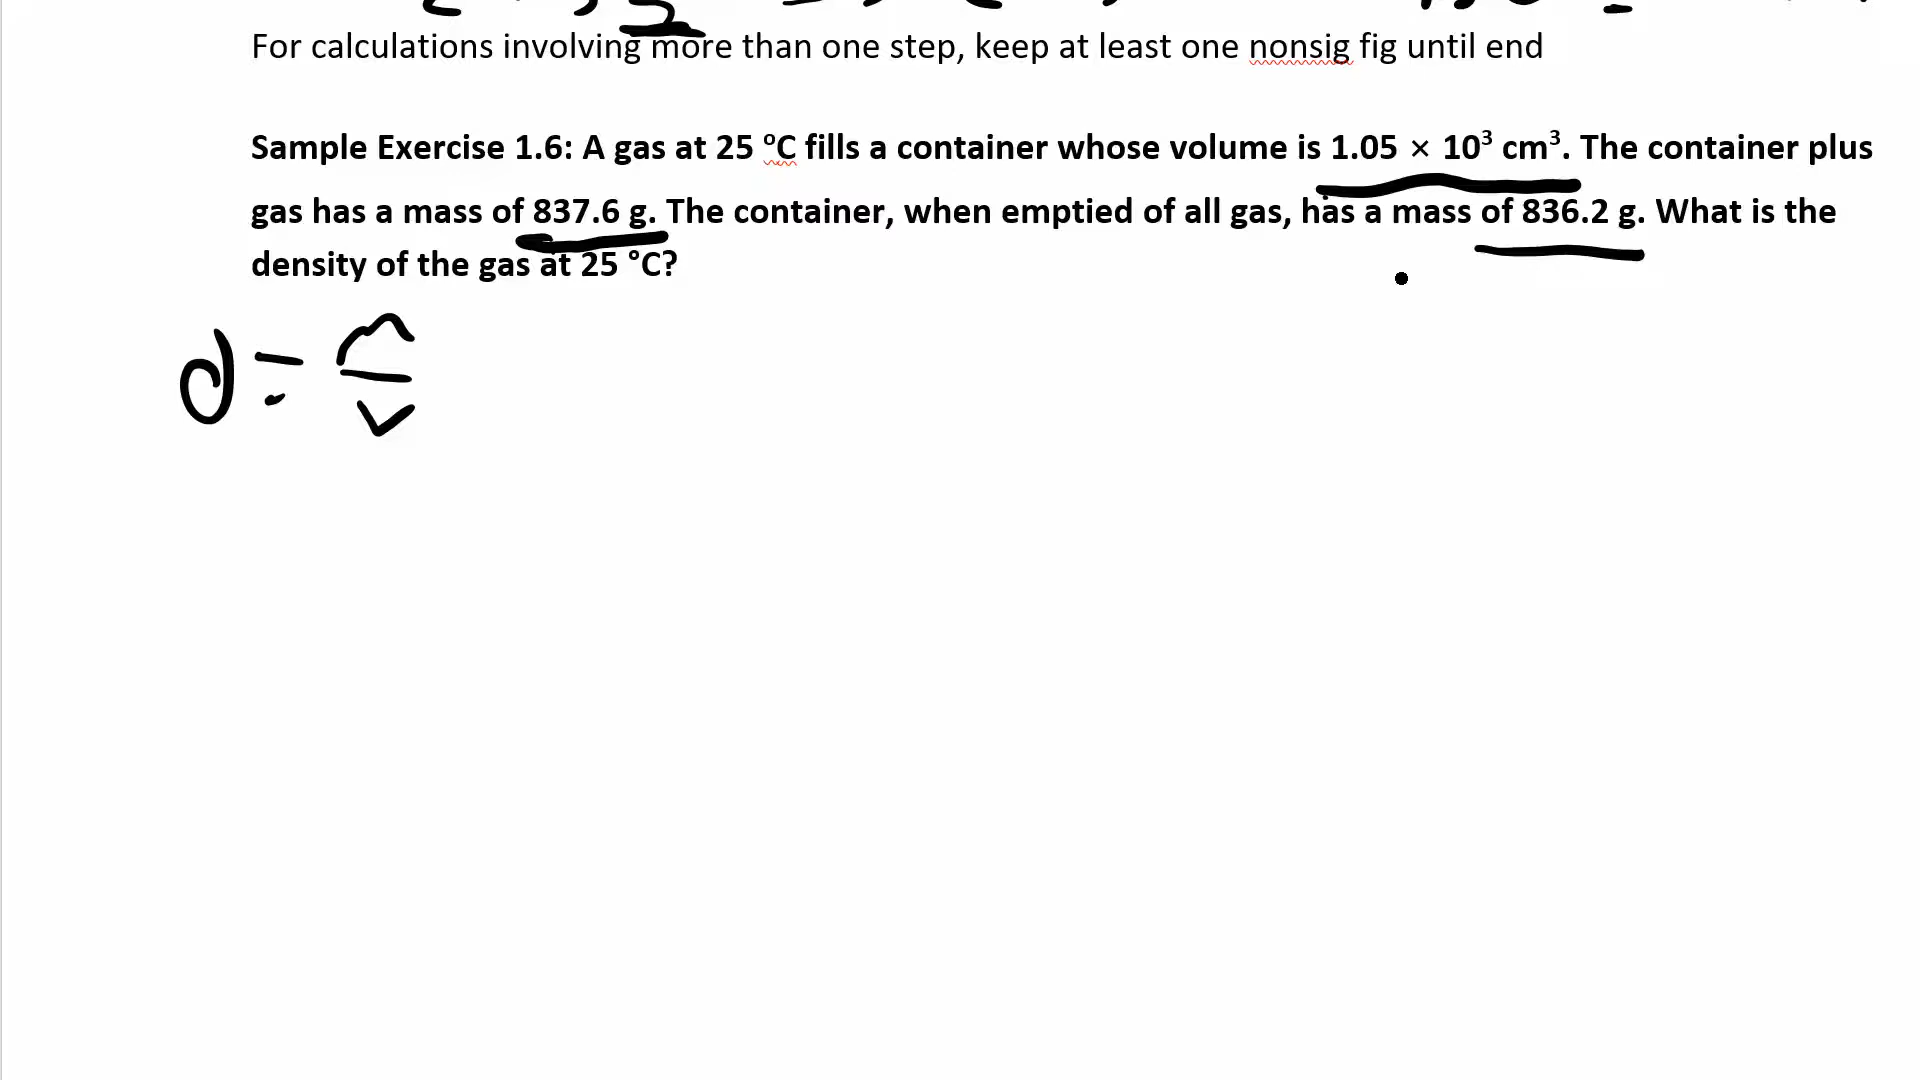 For calculations involving more than one step, keep at least one nonsig fig until end
Sample Exercise 1.6: A gas at 25 ºC fills a container whose volume is 1.05 × 10³ cm³. The container plus
gas has a mass of 837.6 g. The container, when emptied of all gas, has a mass of 836.2 g. What is the
density of the gas at 25 °C?
d = m/v